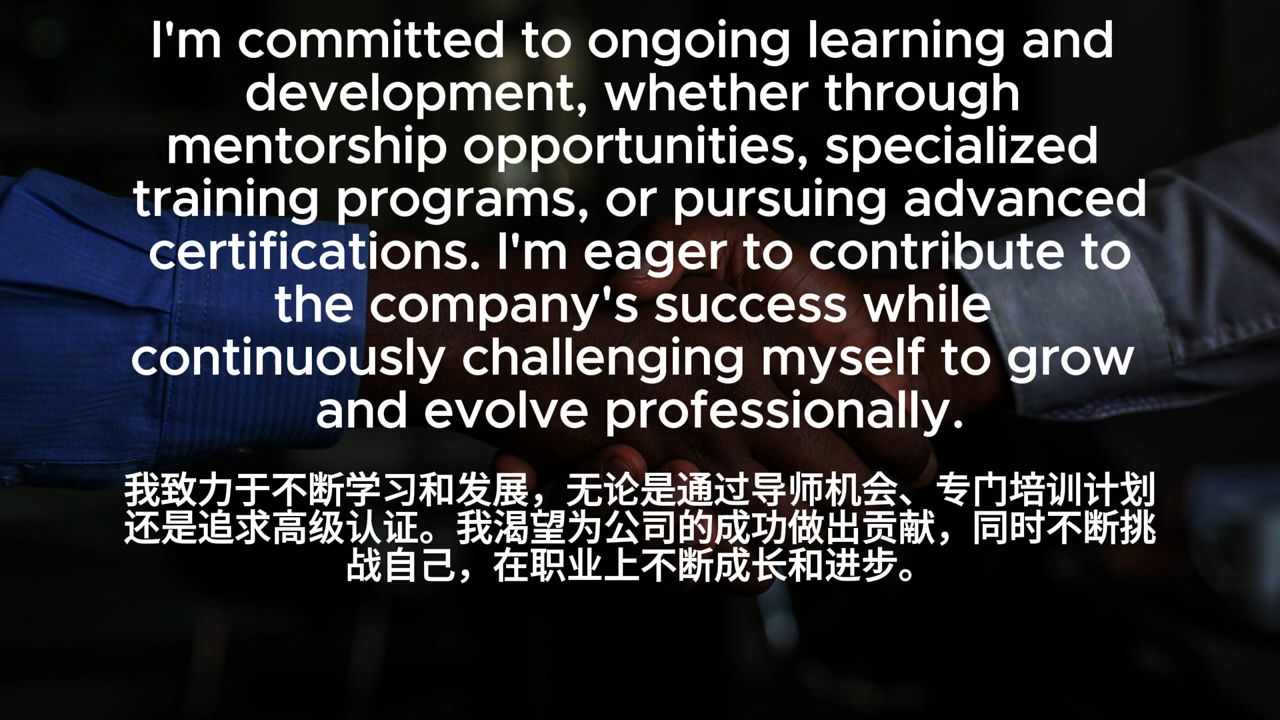 I'm committed to ongoing learning and
development, whether through
mentorship opportunities, specialized
training programs, or pursuing advanced
certifications. I'm eager to contribute to
the company's success while
continuously challenging myself to grow
and evolve professionally.
我致力于不断学习和发展，无论是通过导师机会、专门培训计划
还是追求高级认证。我渴望为公司的成功做出贡献，同时不断挑
战自己，在职业上不断成长和进步。